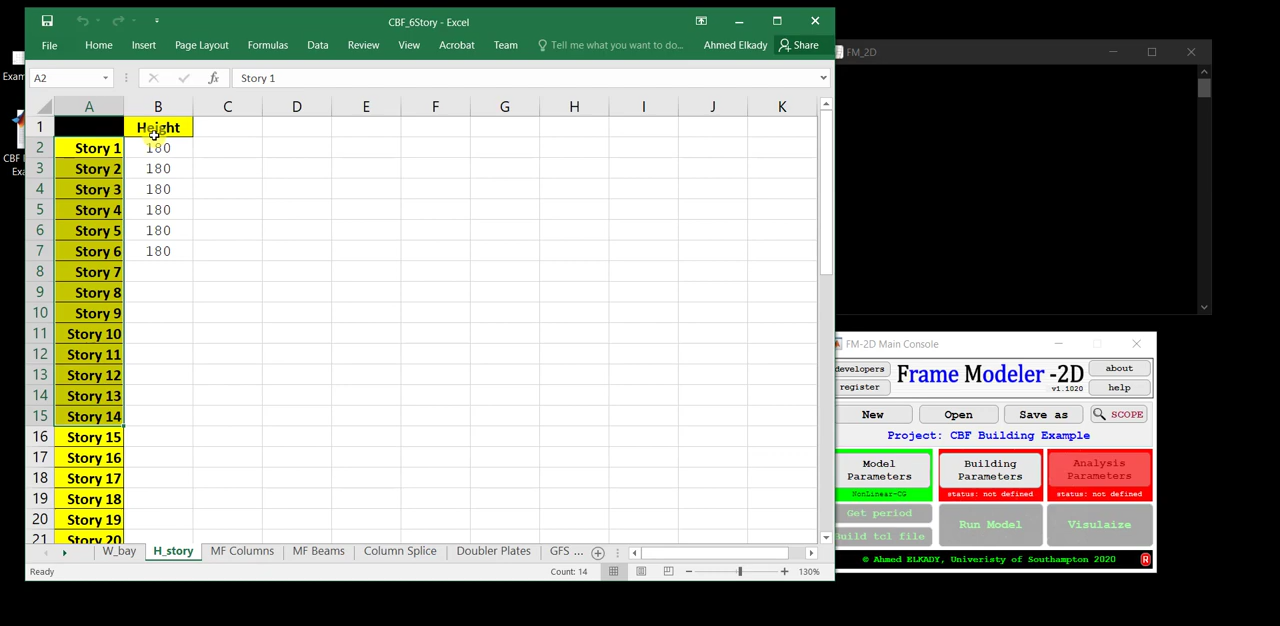 CBF_6Story - Excel
File Home Insert Page Layout Formulas Data Review View Acrobat Team Tell me what you want to do... Ahmed Elkady Share
A2 fx Story 1
A B C D E F G H I J K
1 Height
2 Story 1 180
3 Story 2 180
4 Story 3 180
5 Story 4 180
6 Story 5 180
7 Story 6 180
8 Story 7
9 Story 8
10 Story 9
11 Story 10
12 Story 11
13 Story 12
14 Story 13
15 Story 14
16 Story 15
17 Story 16
18 Story 17
19 Story 18
20 Story 19
21 Story 20
W_bay H_story MF Columns MF Beams Column Splice Doubler Plates GFS ...
Ready Count: 14 130%
Exam
CBF
Exa
FM_2D
FM-2D Main Console
developers Frame Modeler -2D about
register v1.1020 help
New Open Save as SCOPE
Project: CBF Building Example
Model Parameters Building Parameters Analysis Parameters
NonLinear-CG status: not defined status: not defined
Get period Run Model Visulaize
uild tcl file
© Ahmed ELKADY, Univeristy of Southampton 2020 R